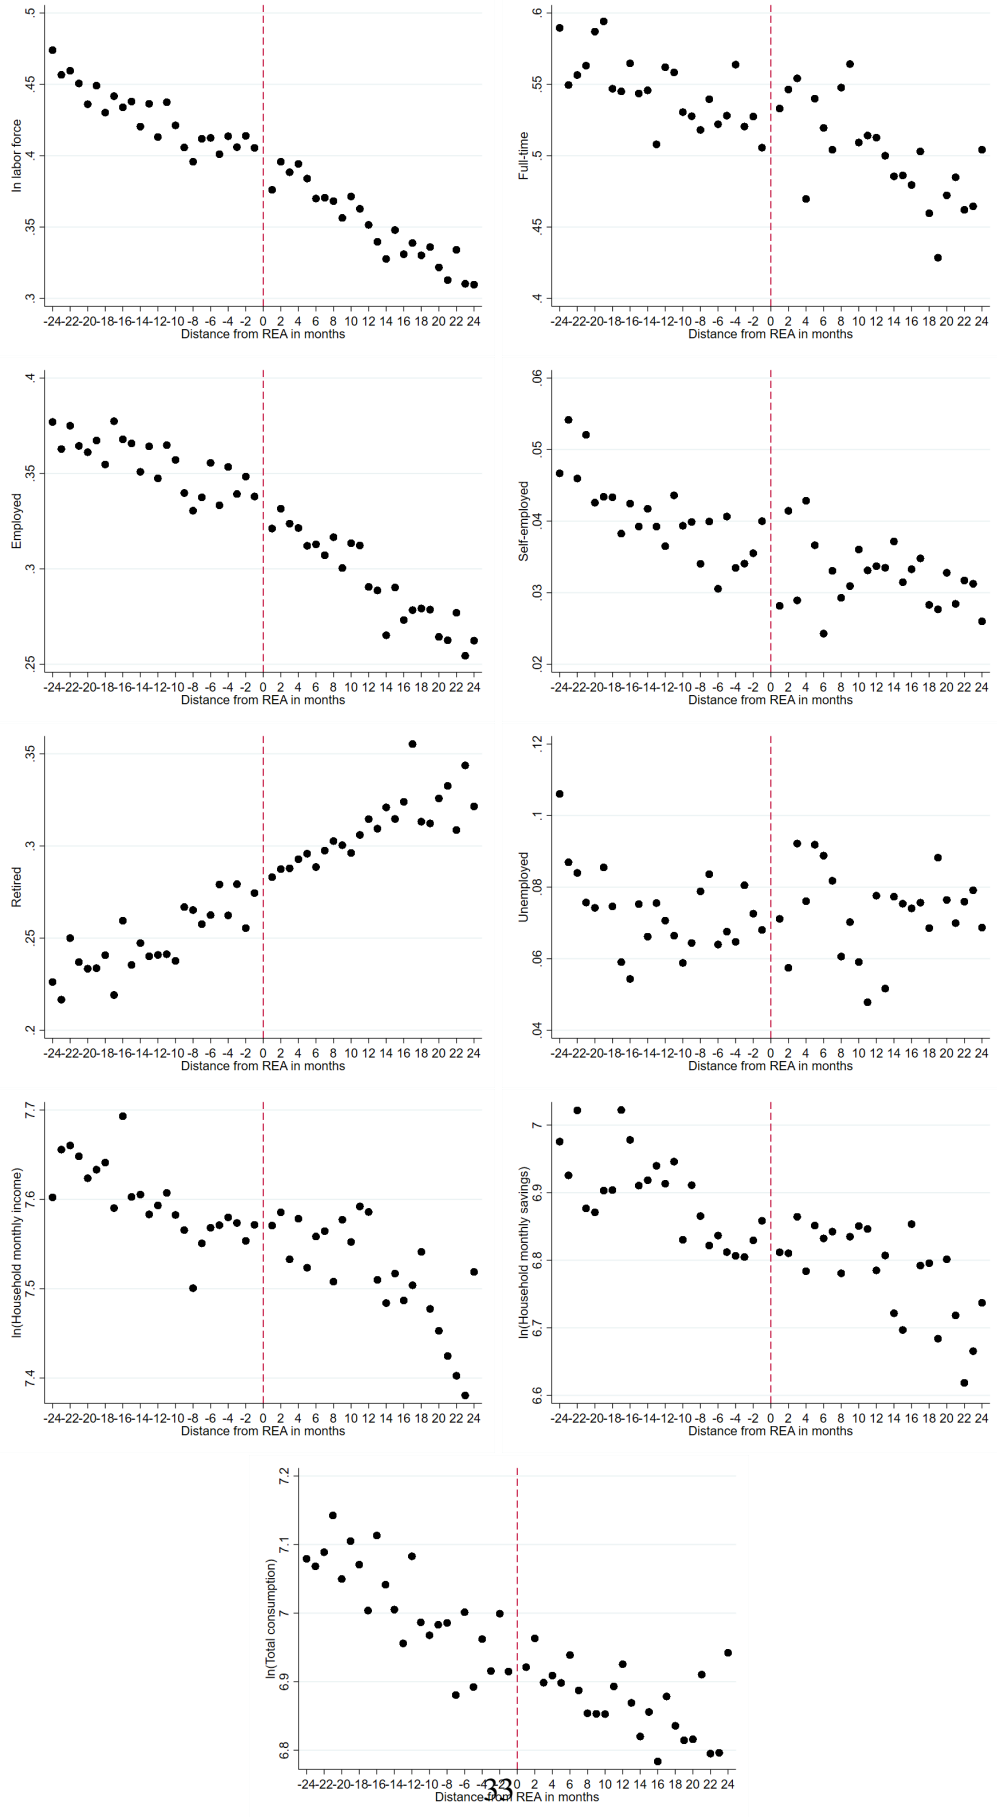 In labor force
.5
.45
.4
.35
.3
-24-22-20-18-16-14-12-10 -8 -6 -4 -2 0 2 4 6 8 10 12 14 16 18 20 22 24
Distance from REA in months
Full-time
.6
.55
.5
.45
.4
-24-22-20-18-16-14-12-10 -8 -6 -4 -2 0 2 4 6 8 10 12 14 16 18 20 22 24
Distance from REA in months
Employed
.4
.35
.3
.25
-24-22-20-18-16-14-12-10 -8 -6 -4 -2 0 2 4 6 8 10 12 14 16 18 20 22 24
Distance from REA in months
Self-employed
.06
.05
.04
.03
.02
-24-22-20-18-16-14-12-10 -8 -6 -4 -2 0 2 4 6 8 10 12 14 16 18 20 22 24
Distance from REA in months
Retired
.35
.3
.25
.2
-24-22-20-18-16-14-12-10 -8 -6 -4 -2 0 2 4 6 8 10 12 14 16 18 20 22 24
Distance from REA in months
Unemployed
.12
.1
.08
.06
.04
-24-22-20-18-16-14-12-10 -8 -6 -4 -2 0 2 4 6 8 10 12 14 16 18 20 22 24
Distance from REA in months
ln(Household monthly income)
7.7
7.6
7.5
7.4
-24-22-20-18-16-14-12-10 -8 -6 -4 -2 0 2 4 6 8 10 12 14 16 18 20 22 24
Distance from REA in months
ln(Household monthly savings)
7
6.9
6.8
6.7
6.6
-24-22-20-18-16-14-12-10 -8 -6 -4 -2 0 2 4 6 8 10 12 14 16 18 20 22 24
Distance from REA in months
ln(Total consumption)
7.2
7.1
7
6.9
6.8
-24-22-20-18-16-14-12-10 -8 -6 -4 -2 0 2 4 6 8 10 12 14 16 18 20 22 24
Distance from REA in months
33